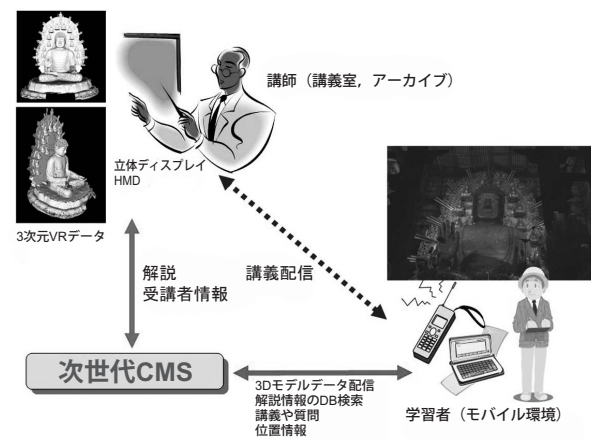 講師（講義室，アーカイブ）
立体ディスプレイ
HMD
3次元VRデータ
解説
受講者情報
講義配信
次世代CMS
3Dモデルデータ配信
解説情報のDB検索
講義や質問
位置情報
学習者（モバイル環境）